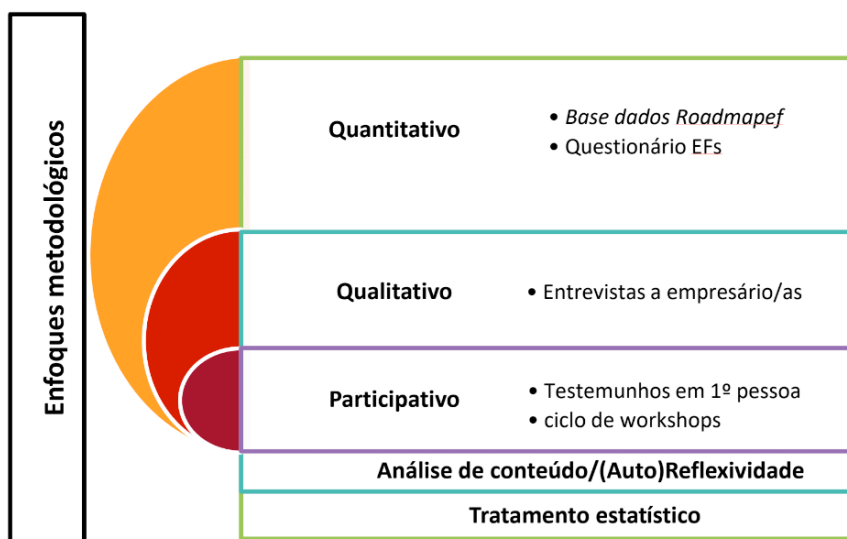 Enfoques metodológicos
Quantitativo
• Base dados Roadmapef
• Questionário EFs
Qualitativo
• Entrevistas a empresário/as
Participativo
• Testemunhos em 1º pessoa
• ciclo de workshops
Análise de conteúdo/(Auto)Reflexividade
Tratamento estatístico